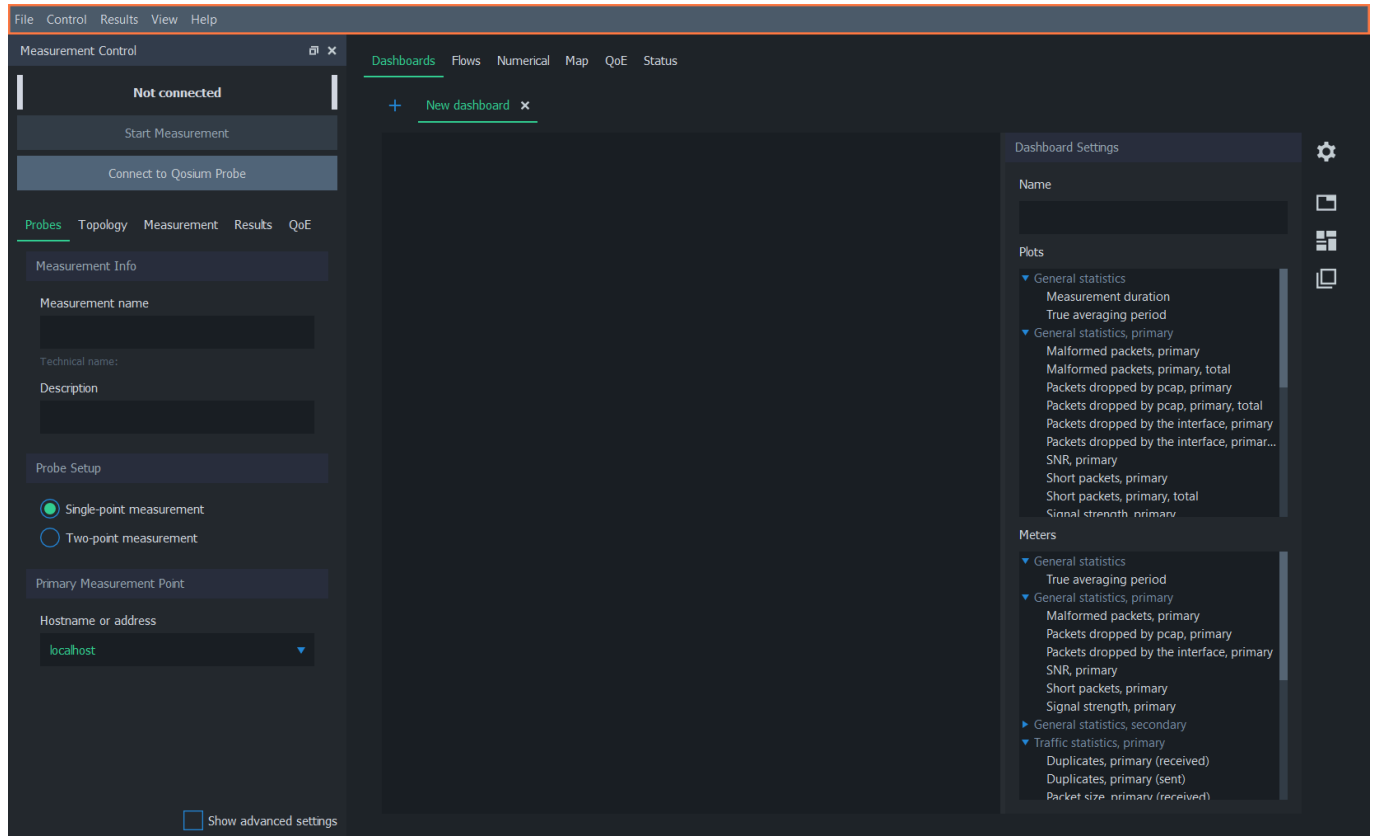 File Control Results View Help
Measurement Control
Not connected
Start Measurement
Connect to Qosium Probe
Probes Topology Measurement Results QoE
Measurement Info
Measurement name
Technical name:
Description
Probe Setup
Single-point measurement
Two-point measurement
Primary Measurement Point
Hostname or address
localhost
Show advanced settings
Dashboards Flows Numerical Map QoE Status
+ New dashboard
Dashboard Settings
Name
Plots
General statistics
Measurement duration
True averaging period
General statistics, primary
Malformed packets, primary
Malformed packets, primary, total
Packets dropped by pcap, primary
Packets dropped by pcap, primary, total
Packets dropped by the interface, primary
Packets dropped by the interface, primar...
SNR, primary
Short packets, primary
Short packets, primary, total
Signal strength, primary
Meters
General statistics
True averaging period
General statistics, primary
Malformed packets, primary
Packets dropped by pcap, primary
Packets dropped by the interface, primary
SNR, primary
Short packets, primary
Signal strength, primary
General statistics, secondary
Traffic statistics, primary
Duplicates, primary (received)
Duplicates, primary (sent)
Packet size, primary (received)